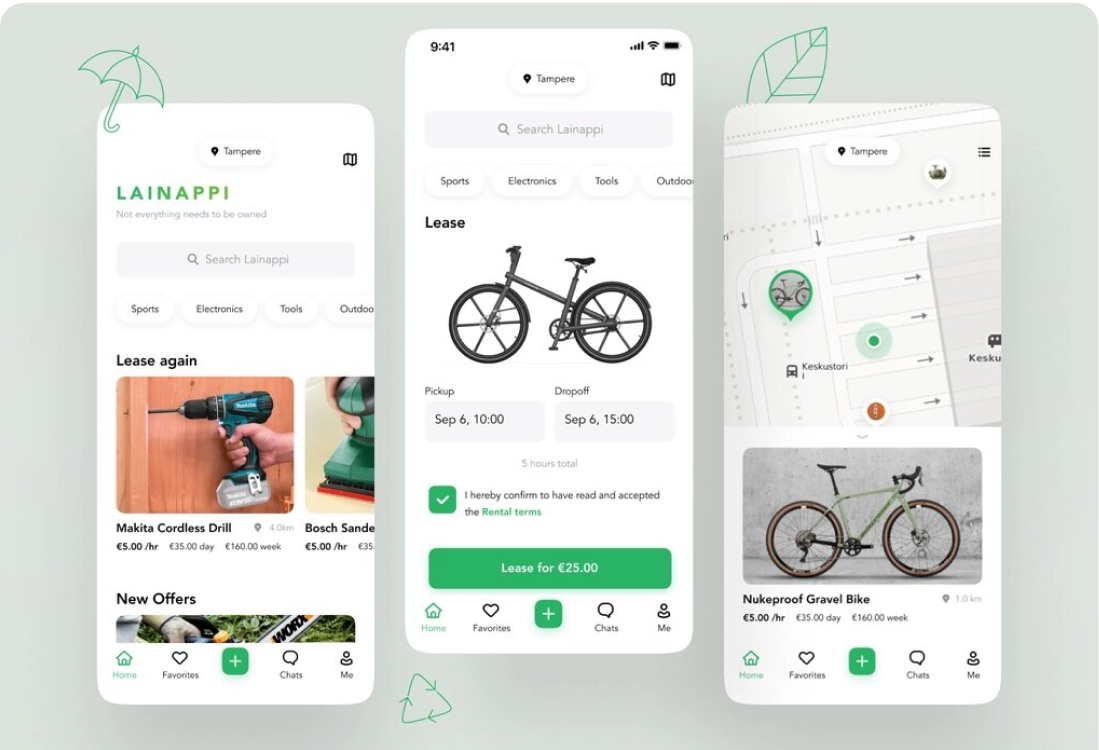 Tampere
LAINAPPI
Not everything needs to be owned
Search Lainappi
Sports Electronics Tools Outdoo
Lease again
Makita Cordless Drill 4.0km
€5.00 /hr €35.00 day €160.00 week
Bosch Sande
€5.00 /hr €35.
New Offers
WORX
Home Favorites Chats Me
9:41
Tampere
Search Lainappi
Sports Electronics Tools Outdoor
Lease
Pickup Dropoff
Sep 6, 10:00 Sep 6, 15:00
5 hours total
I hereby confirm to have read and accepted
the Rental terms
Lease for €25.00
Home Favorites Chats Me
Tampere
Keskustori
I
Kesku
Nukeproof Gravel Bike 1.0 km
€5.00 /hr €35.00 day €160.00 week
Home Favorites Chats Me